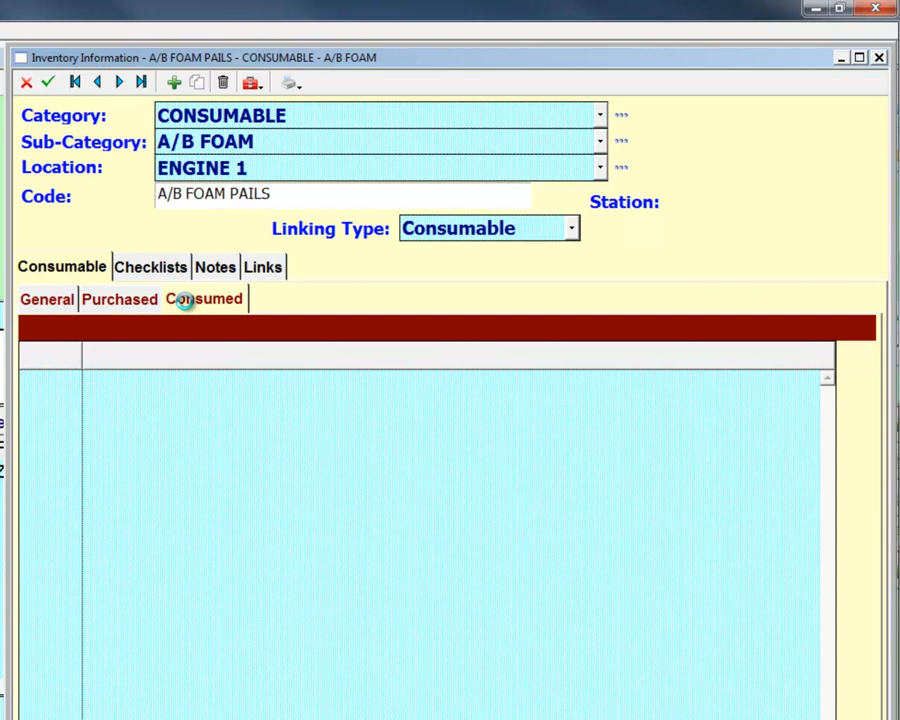 Inventory Information - A/B FOAM PAILS - CONSUMABLE - A/B FOAM
Category: CONSUMABLE
Sub-Category: A/B FOAM
Location: ENGINE 1
Code: A/B FOAM PAILS
Station:
Linking Type: Consumable
Consumable Checklists Notes Links
General Purchased Consumed